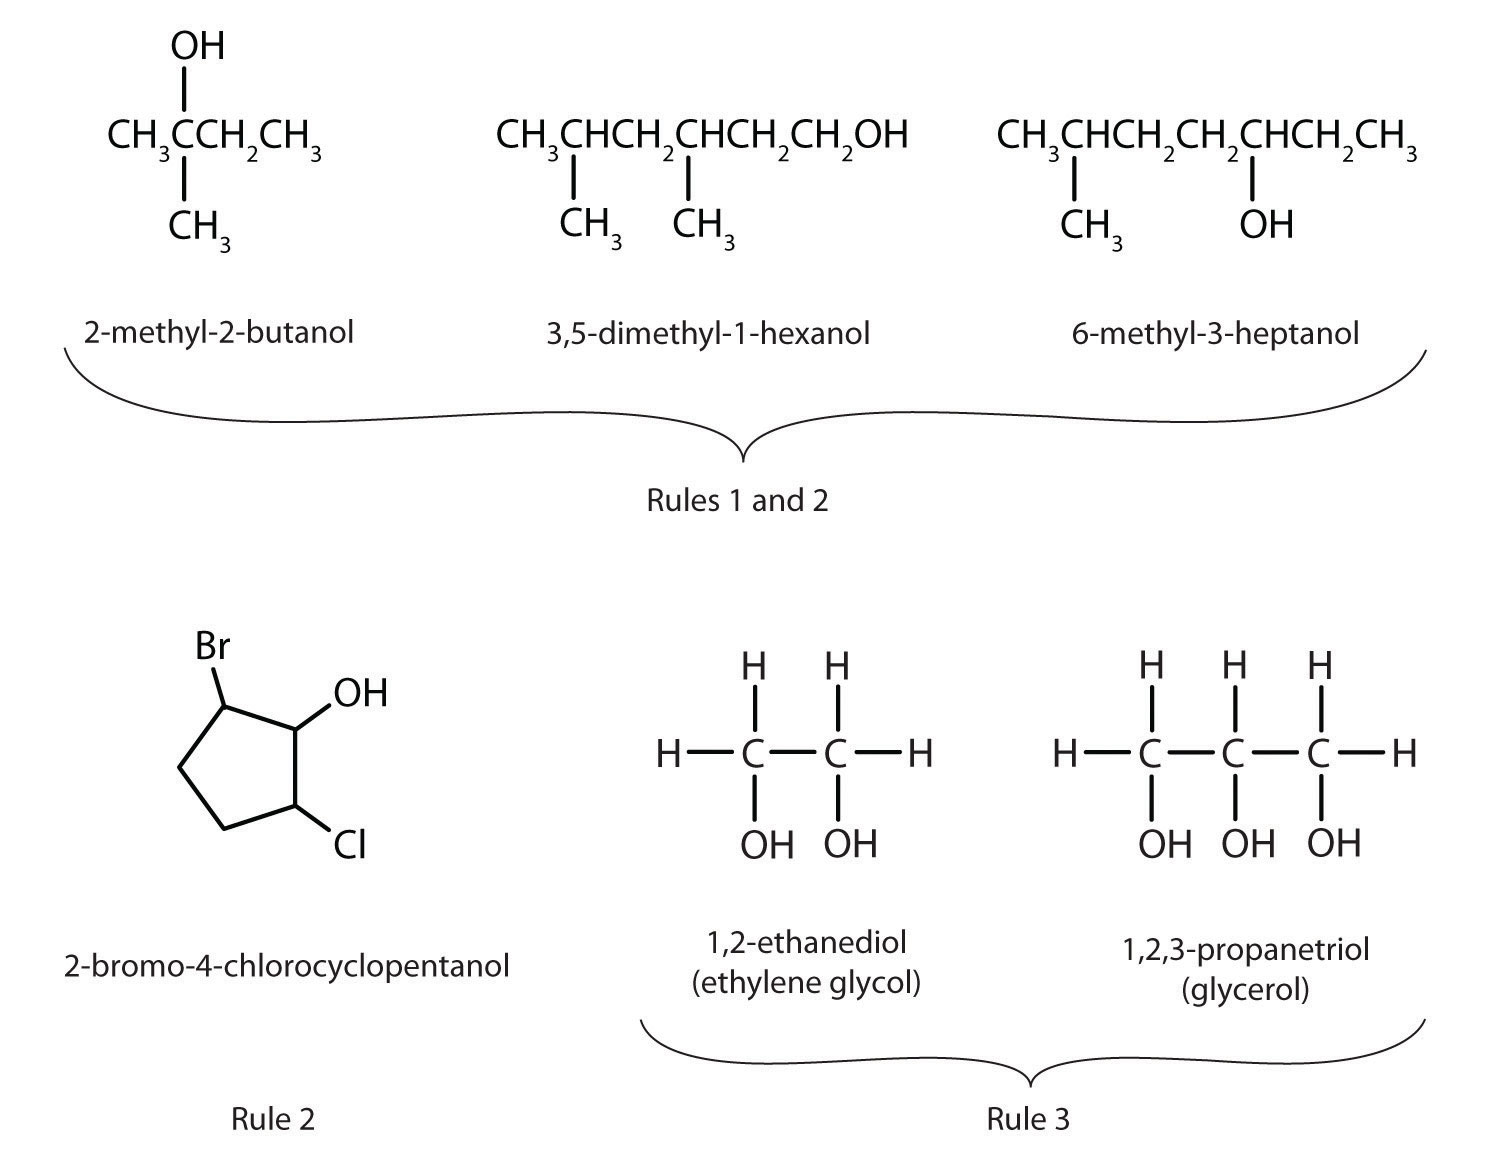 OH
CH₃CCH₂CH₃
CH₃
CH₃CHCH₂CHCH₂CH₂OH
CH₃ CH₃
CH₃CHCH₂CH₂CHCH₂CH₃
CH₃ OH
2-methyl-2-butanol
3,5-dimethyl-1-hexanol
6-methyl-3-heptanol
Rules 1 and 2
Br
OH
Cl
2-bromo-4-chlorocyclopentanol
Rule 2
H H
H C C H
OH OH
1,2-ethanediol
(ethylene glycol)
H H H
H C C C H
OH OH OH
1,2,3-propanetriol
(glycerol)
Rule 3